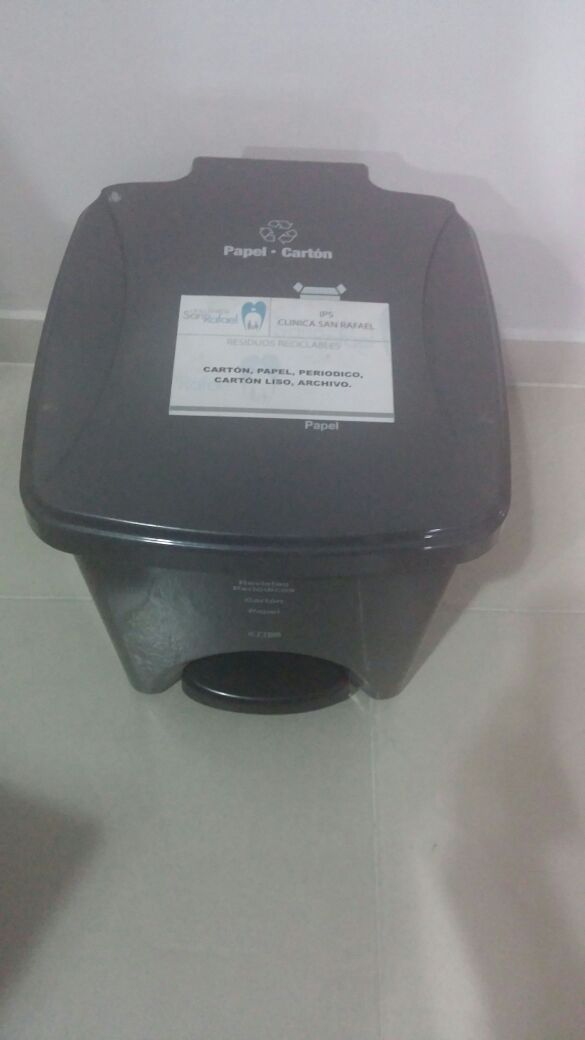 Papel • Cartón
San Rafael
IPS
CLINICA SAN RAFAEL
RESIDUOS RECICLABLES
CARTÓN, PAPEL, PERIODICO,
CARTÓN LISO, ARCHIVO.
Papel
Revistas
Periódicos
Cartón
Papel